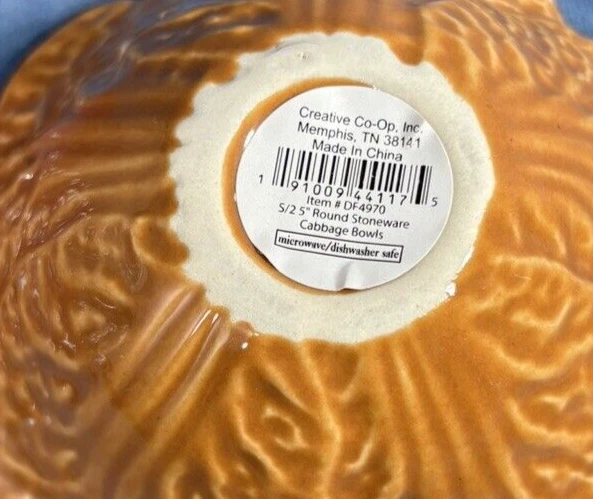 Creative Co-Op, Inc.
Memphis, TN 38141
Made In China
1 91009 44117 5
Item # DF4970
S/2 5" Round Stoneware
Cabbage Bowls
microwave/dishwasher safe